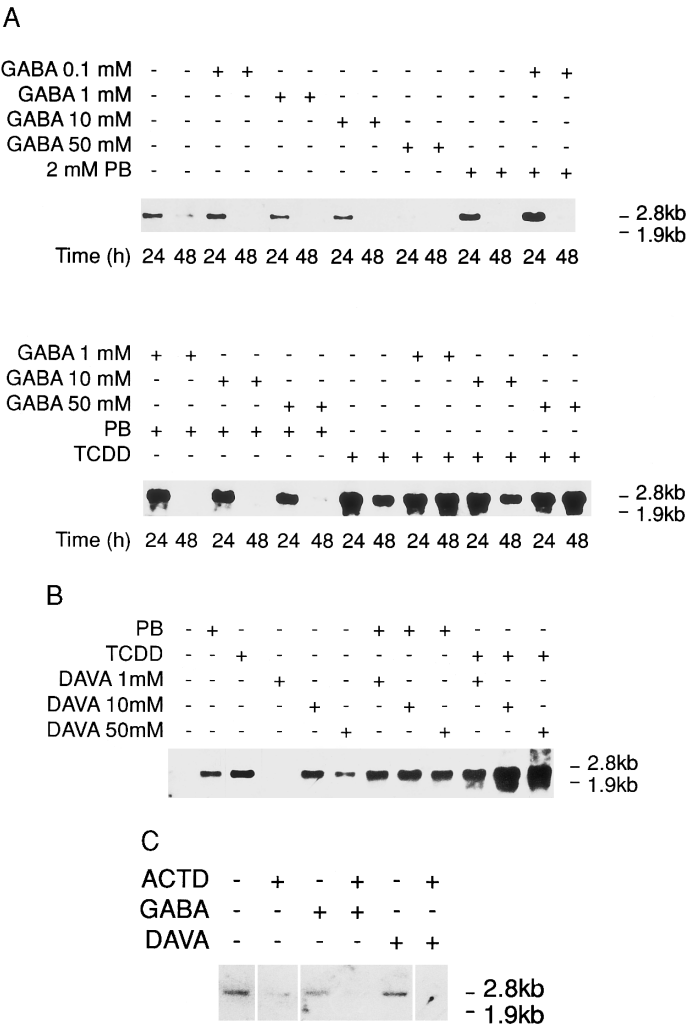 A
GABA 0.1 mM - - + + - - - - - - - - + +
GABA 1 mM - - - - + + - - - - - - - -
GABA 10 mM - - - - - - + + - - - - - -
GABA 50 mM - - - - - - - - + + - - - -
2 mM PB - - - - - - - - - - + + + +
– 2.8kb
– 1.9kb
Time (h) 24 48 24 48 24 48 24 48 24 48 24 48 24 48
GABA 1 mM + + - - - - - - + + - - - -
GABA 10 mM - - + + - - - - - - + + - -
GABA 50 mM - - - - + + - - - - - - + +
PB + + + + + + - - - - - - - -
TCDD - - - - - - + + + + + + + +
– 2.8kb
– 1.9kb
Time (h) 24 48 24 48 24 48 24 48 24 48 24 48 24 48
B
PB - + - - - - + + + - - -
TCDD - - + - - - - - - + + +
DAVA 1mM - - - + - - + - - + - -
DAVA 10mM - - - - + - - + - - + -
DAVA 50mM - - - - - + - - + - - +
– 2.8kb
– 1.9kb
C
ACTD - + - + - +
GABA - - + + - -
DAVA - - - - + +
– 2.8kb
– 1.9kb